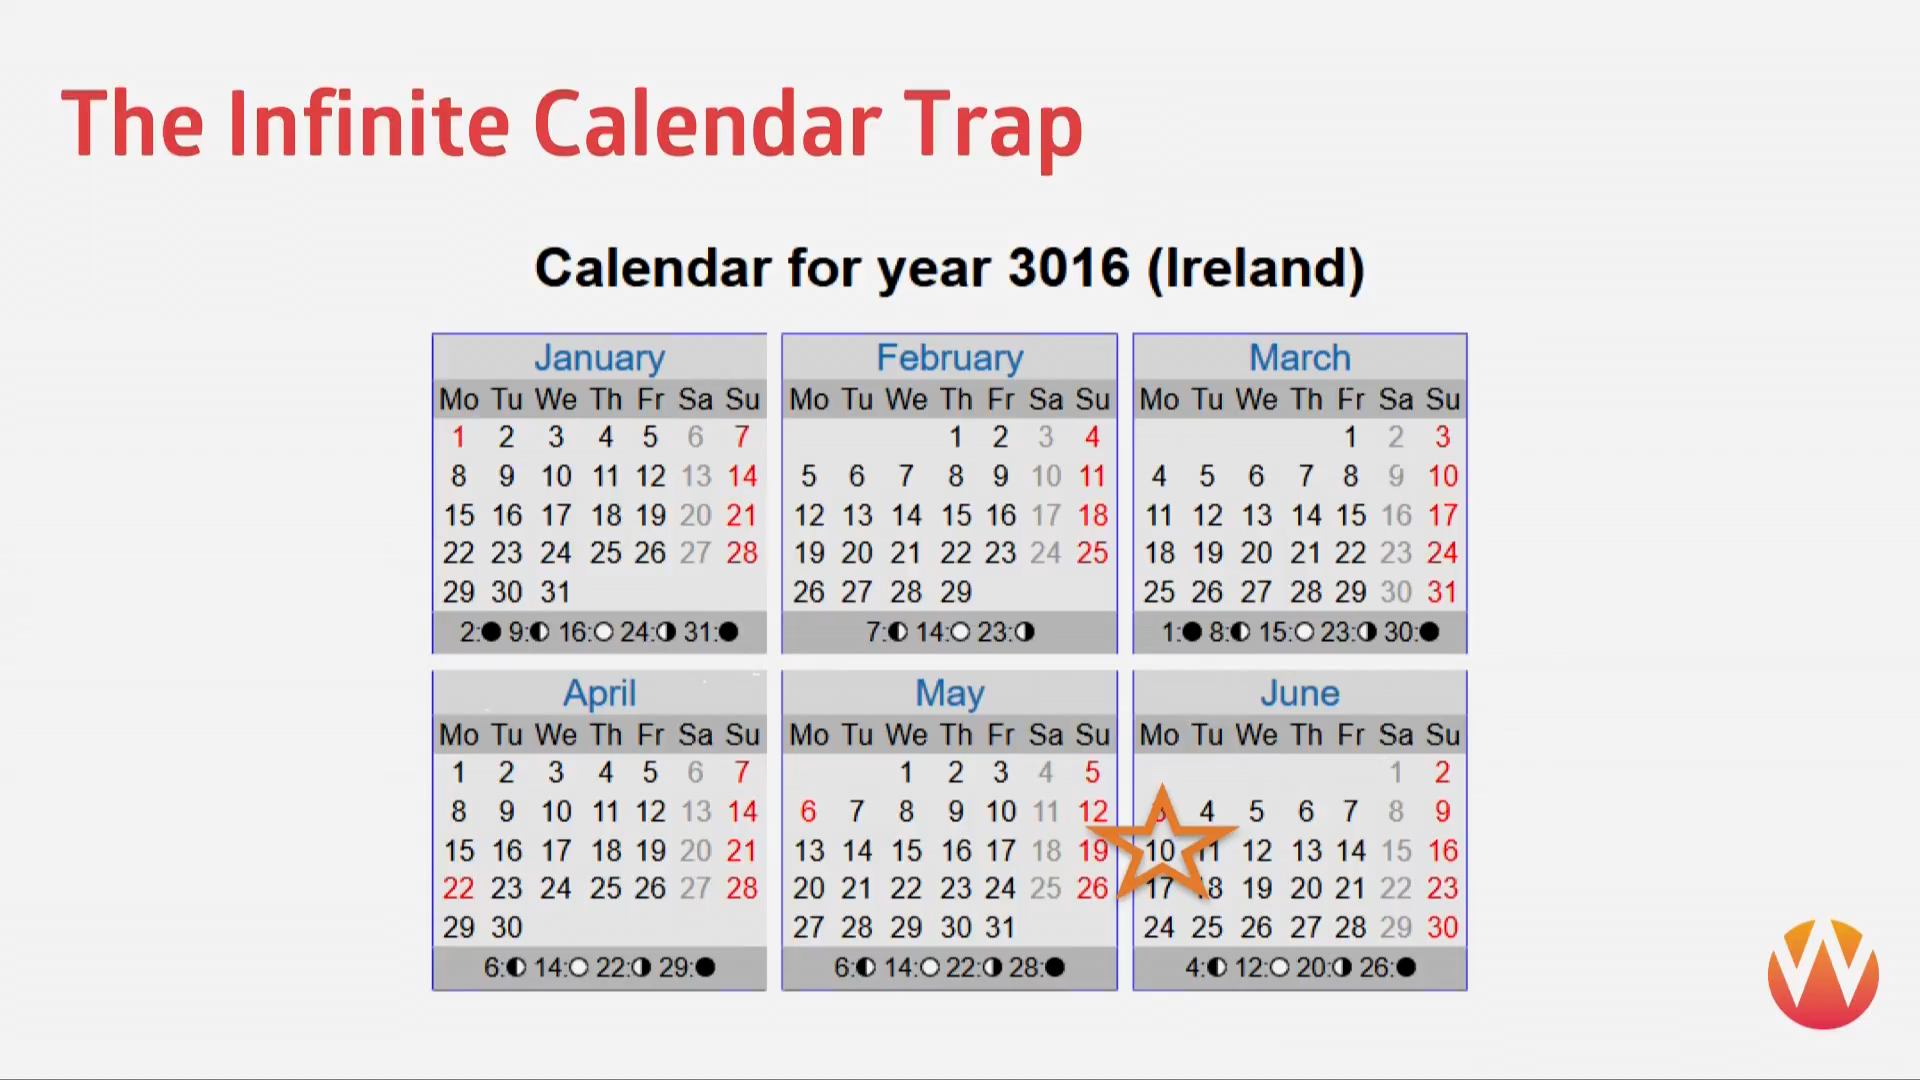 The Infinite Calendar Trap
Calendar for year 3016 (Ireland)
January
Mo Tu We Th Fr Sa Su
1 2 3 4 5 6 7
8 9 10 11 12 13 14
15 16 17 18 19 20 21
22 23 24 25 26 27 28
29 30 31
2: 9: 16: 24: 31:
February
Mo Tu We Th Fr Sa Su
1 2 3 4
5 6 7 8 9 10 11
12 13 14 15 16 17 18
19 20 21 22 23 24 25
26 27 28 29
7: 14: 23:
March
Mo Tu We Th Fr Sa Su
1 2 3
4 5 6 7 8 9 10
11 12 13 14 15 16 17
18 19 20 21 22 23 24
25 26 27 28 29 30 31
1: 8: 15: 23: 30:
April
Mo Tu We Th Fr Sa Su
1 2 3 4 5 6 7
8 9 10 11 12 13 14
15 16 17 18 19 20 21
22 23 24 25 26 27 28
29 30
6: 14: 22: 29:
May
Mo Tu We Th Fr Sa Su
1 2 3 4 5
6 7 8 9 10 11 12
13 14 15 16 17 18 19
20 21 22 23 24 25 26
27 28 29 30 31
6: 14: 22: 28:
June
Mo Tu We Th Fr Sa Su
1 2
4 5 6 7 8 9
10 11 12 13 14 15 16
17 18 19 20 21 22 23
24 25 26 27 28 29 30
4: 12: 20: 26:
W